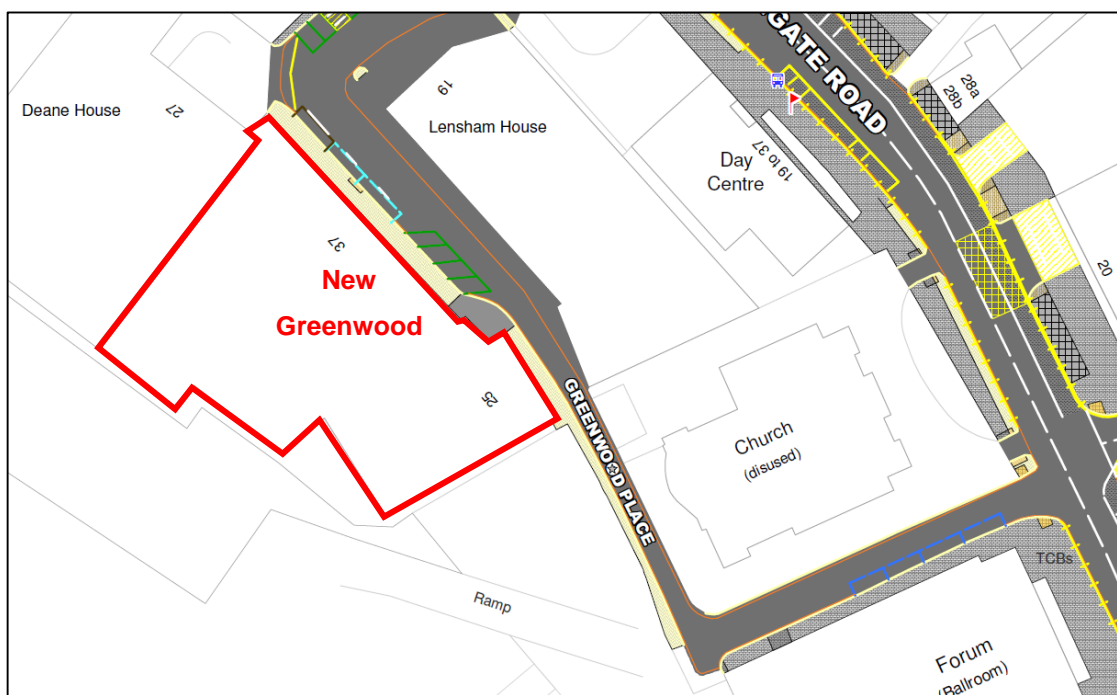 Deane House
27
19
Lensham House
GATE ROAD
28a
28b
Day
Centre
19 to 37
20
37
New
Greenwood
25
GREENWOOD PLACE
Church
(disused)
Ramp
TCBs
Forum
(Ballroom)